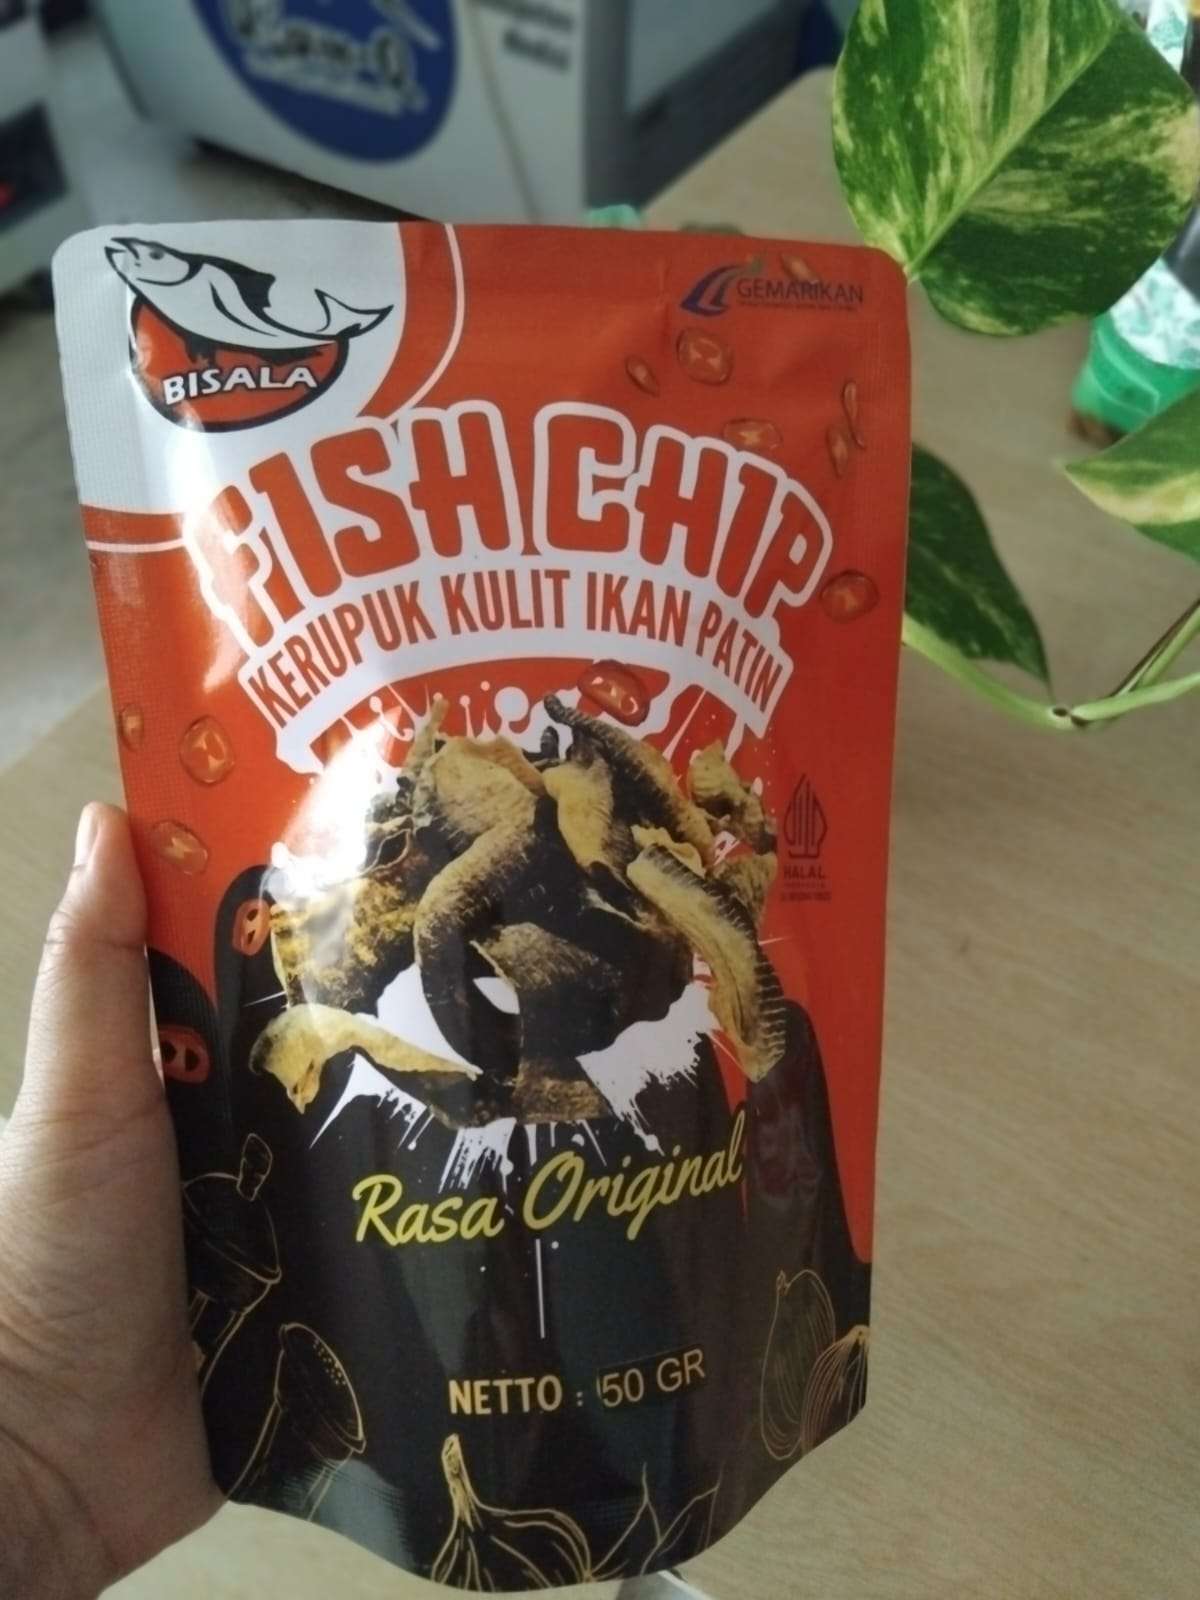 BISALA
GEMARIKAN
FISH CHIP
KERUPUK KULIT IKAN PATIN
HALAL
Rasa Original
NETTO : 50 GR